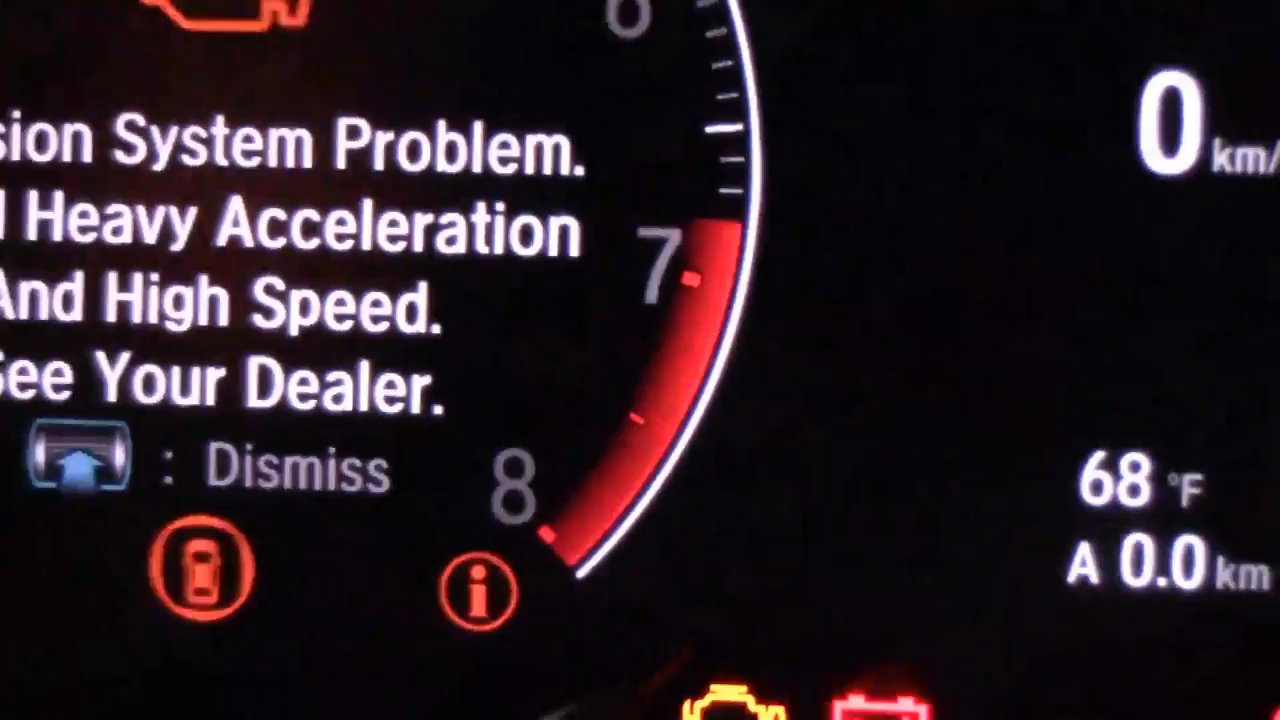 6
0 km/
sion System Problem.
Heavy Acceleration
And High Speed.
7
See Your Dealer.
: Dismiss
8
68 °F
A 0.0 km
i